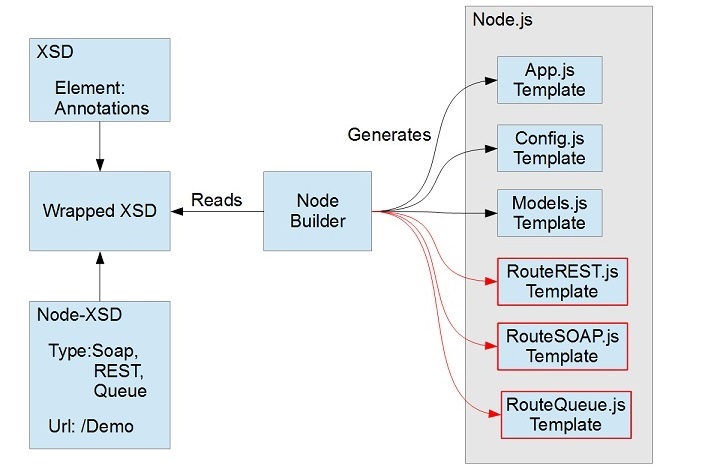 XSD
Element:
Annotations
Wrapped XSD
Node-XSD
Type:Soap,
REST,
Queue
Url: /Demo
Reads
Node
Builder
Generates
Node.js
App.js
Template
Config.js
Template
Models.js
Template
RouteREST.js
Template
RouteSOAP.js
Template
RouteQueue.js
Template